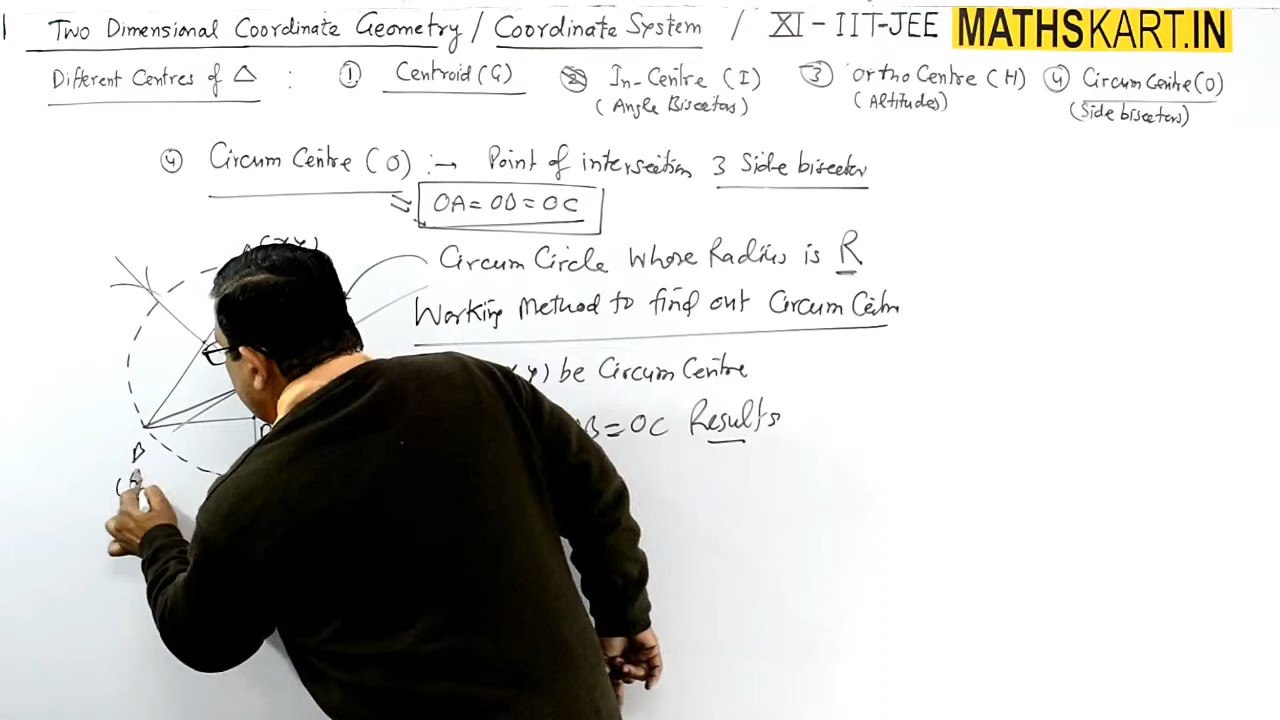 Two Dimensional Coordinate Geometry / Coordinate System / XI - IIT-JEE MATHSKART.IN
Different Centres of Δ : ① Centroid (G) ② In-Centre (I) ③ Ortho Centre (H) ④ Circum Centre (O)
(Angle Bisectors) (Altitudes) (Side bisectors)
④ Circum Centre (O) :→ Point of intersection 3 Side bisector
OA = OB = OC
Circum Circle Whose Radius is R
Working Method to find out Circum Centre
y) be Circum Centre
B = OC Results
B